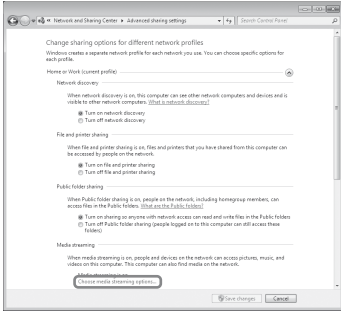 « Network and Sharing Center ▸ Advanced sharing settings
Search Control Panel
Change sharing options for different network profiles
Windows creates a separate network profile for each network you use. You can choose specific options for
each profile.
Home or Work (current profile)
Network discovery
When network discovery is on, this computer can see other network computers and devices and is
visible to other network computers. What is network discovery?
Turn on network discovery
Turn off network discovery
File and printer sharing
When file and printer sharing is on, files and printers that you have shared from this computer can
be accessed by people on the network.
Turn on file and printer sharing
Turn off file and printer sharing
Public folder sharing
When Public folder sharing is on, people on the network, including homegroup members, can
access files in the Public folders. What are the Public folders?
Turn on sharing so anyone with network access can read and write files in the Public folders
Turn off Public folder sharing (people logged on to this computer can still access these
folders)
Media streaming
When media streaming is on, people and devices on the network can access pictures, music, and
videos on this computer. This computer can also find media on the network.
Media streaming is on.
Choose media streaming options...
Save changes
Cancel